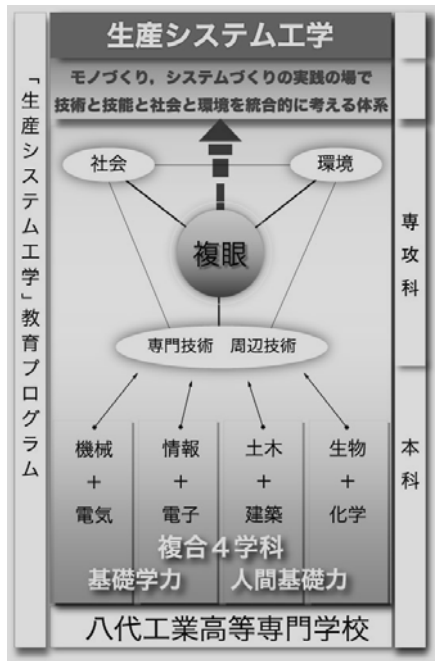 生産システム工学
モノづくり，システムづくりの実践の場で
技術と技能と社会と環境を統合的に考える体系
「生産システム工学」教育プログラム
社会
環境
複眼
専門技術 周辺技術
専攻科
機械
+
電気
情報
+
電子
土木
+
建築
生物
+
化学
本科
複合４学科
基礎学力 人間基礎力
八代工業高等専門学校